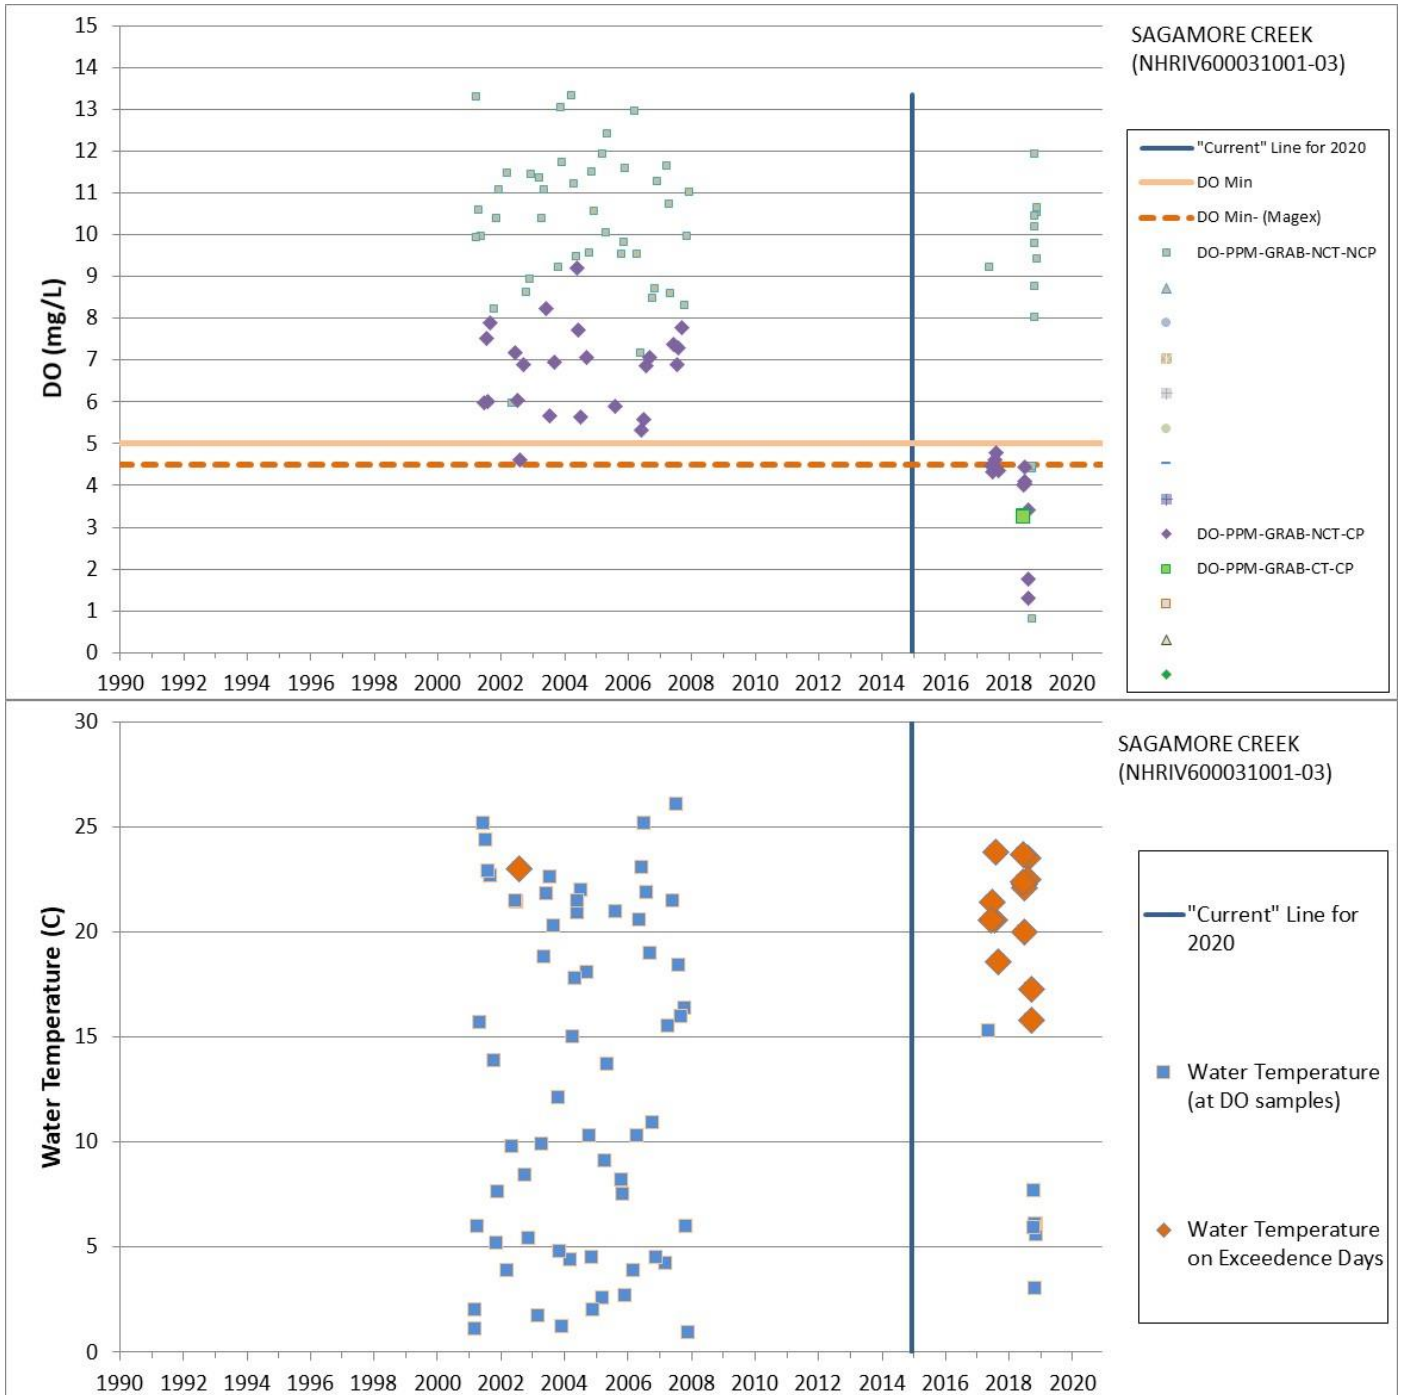 15
14
13
12
11
10
9
8
7
6
5
4
3
2
1
0
DO (mg/L)
1990 1992 1994 1996 1998 2000 2002 2004 2006 2008 2010 2012 2014 2016 2018 2020
SAGAMORE CREEK
(NHRIV600031001-03)
"Current" Line for 2020
DO Min
DO Min- (Magex)
DO-PPM-GRAB-NCT-NCP
DO-PPM-GRAB-NCT-CP
DO-PPM-GRAB-CT-CP
30
25
20
15
10
5
0
Water Temperature (C)
1990 1992 1994 1996 1998 2000 2002 2004 2006 2008 2010 2012 2014 2016 2018 2020
SAGAMORE CREEK
(NHRIV600031001-03)
"Current" Line for
2020
Water Temperature
(at DO samples)
Water Temperature
on Exceedence Days